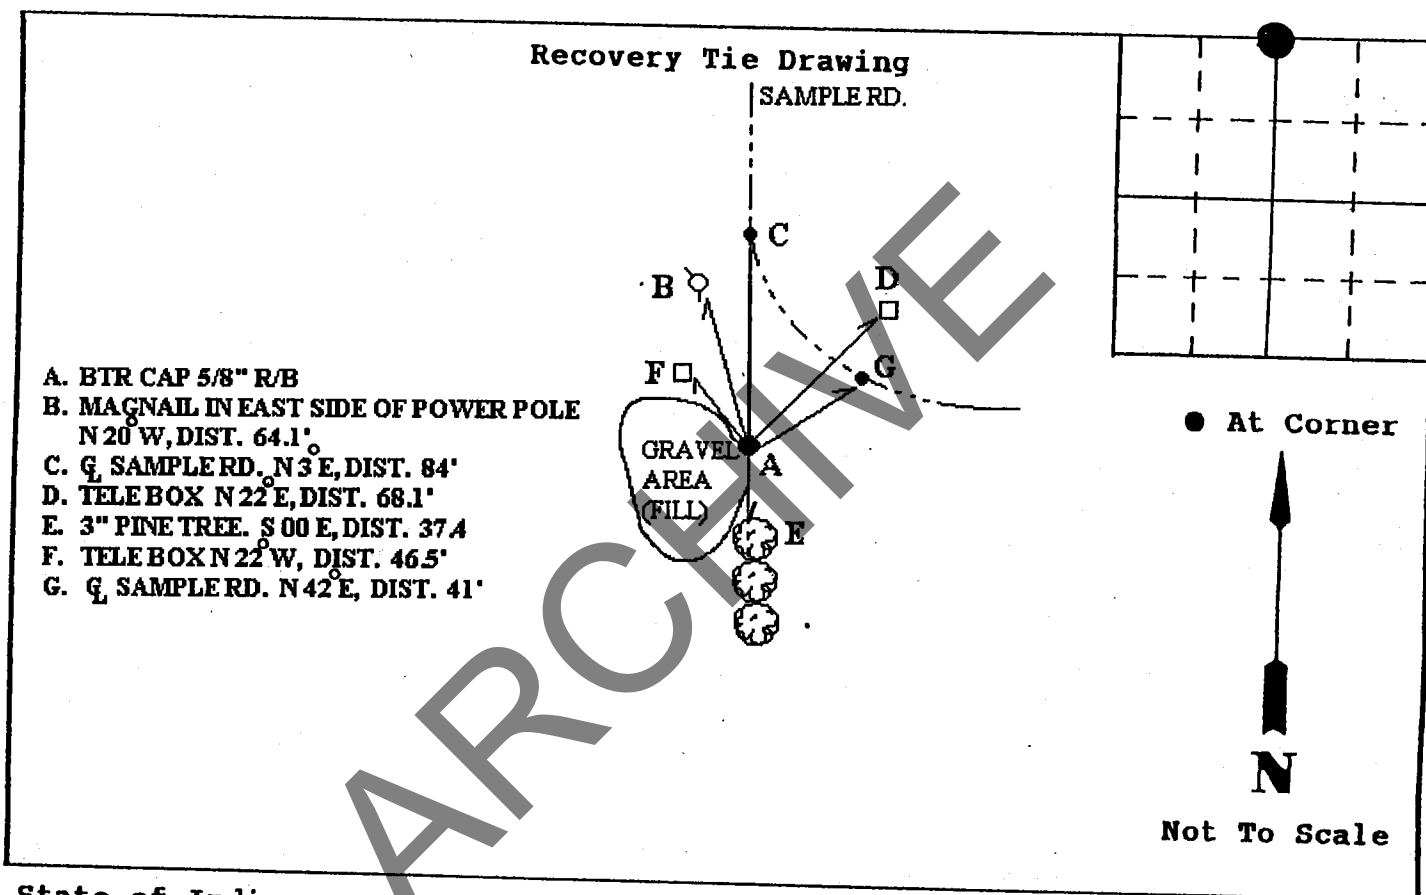 Recovery Tie Drawing
SAMPLE RD.
C
B
D
F
G
A. BTR CAP 5/8" R/B
B. MAGNAIL IN EAST SIDE OF POWER POLE
N 20° W, DIST. 64.1'
C. ℄ SAMPLE RD. N 3° E, DIST. 84'
D. TELE BOX N 22° E, DIST. 68.1'
E. 3" PINE TREE. S 00 E, DIST. 37.4
F. TELE BOX N 22° W, DIST. 46.5'
G. ℄ SAMPLE RD. N 42° E, DIST. 41'
GRAVEL
AREA
(FILL)
A
E
At Corner
N
Not To Scale
ARCHIVE
State of